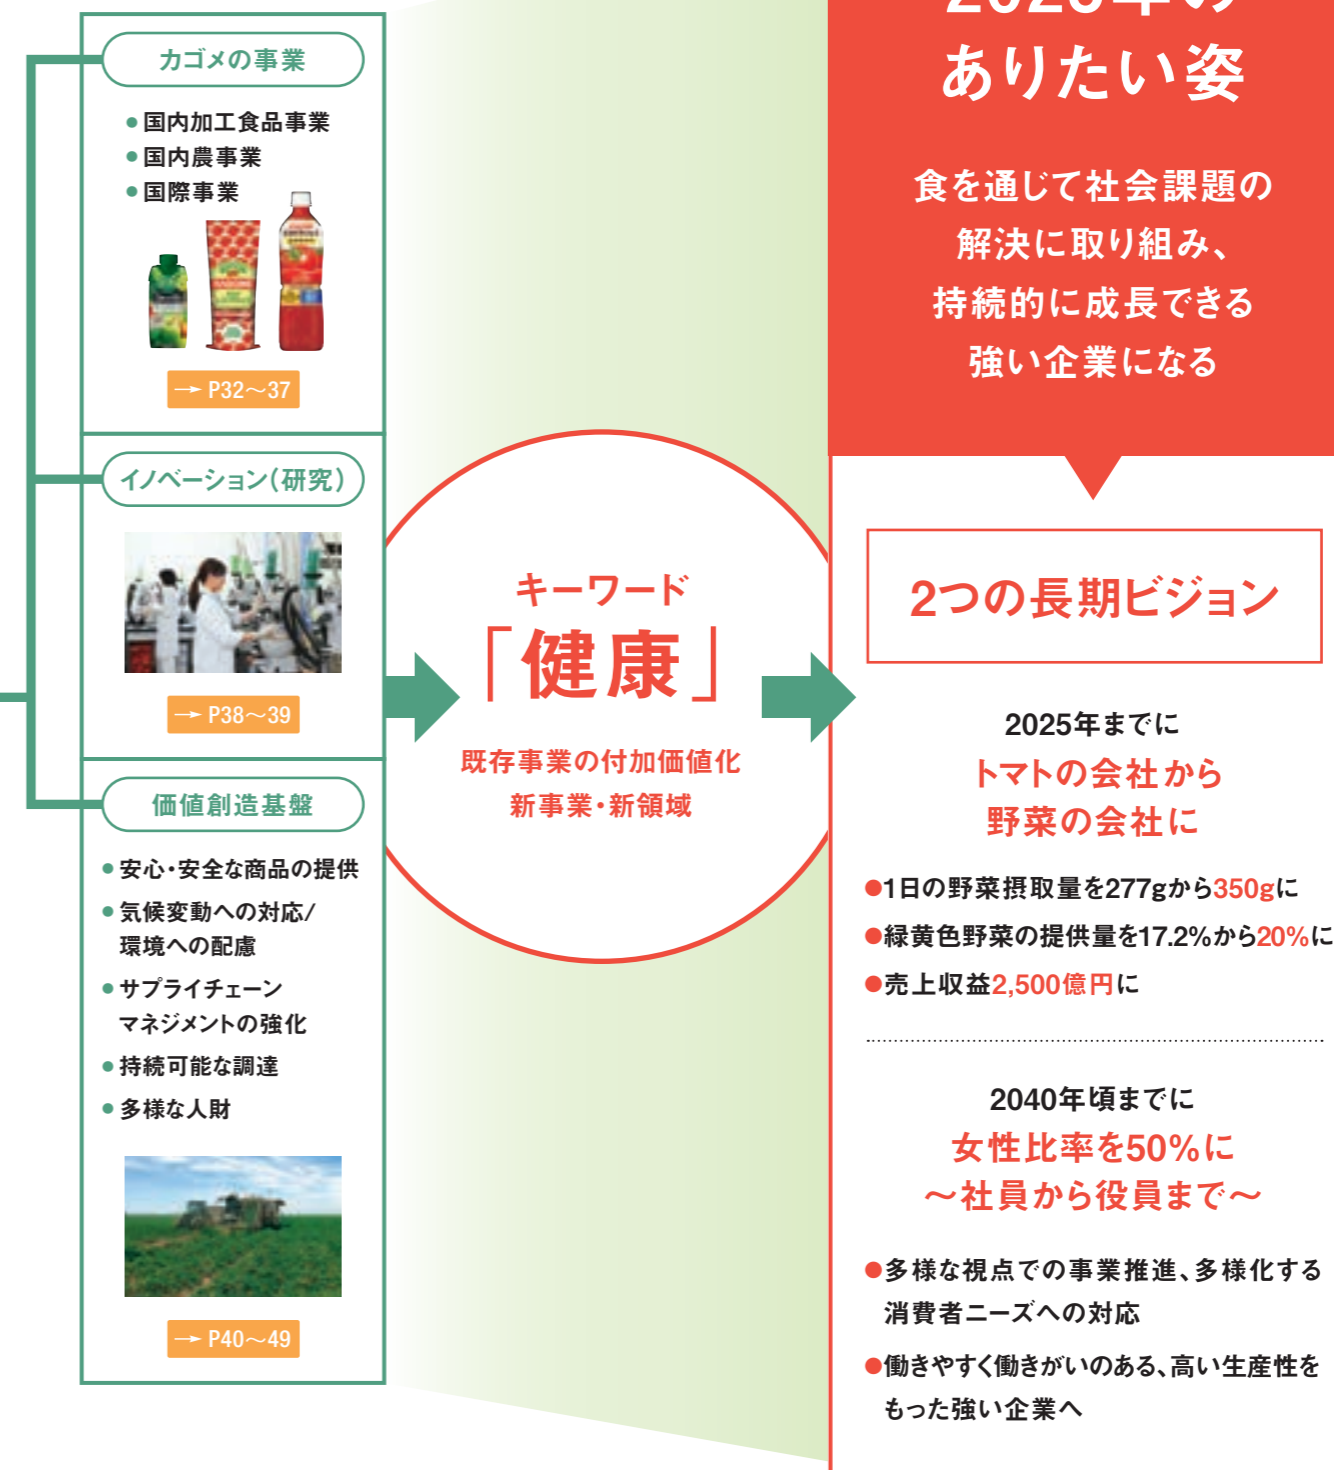 カゴメの事業
●国内加工食品事業
●国内農事業
●国際事業
→ P32〜37
イノベーション(研究)
→ P38〜39
価値創造基盤
●安心・安全な商品の提供
●気候変動への対応/
環境への配慮
●サプライチェーン
マネジメントの強化
●持続可能な調達
●多様な人財
→ P40〜49
キーワード
「健康」
既存事業の付加価値化
新事業・新領域
ありたい姿
食を通じて社会課題の
解決に取り組み、
持続的に成長できる
強い企業になる
2つの長期ビジョン
2025年までに
トマトの会社から
野菜の会社に
●1日の野菜摂取量を277gから350gに
●緑黄色野菜の提供量を17.2%から20%に
●売上収益2,500億円に
2040年頃までに
女性比率を50%に
〜社員から役員まで〜
●多様な視点での事業推進、多様化する
消費者ニーズへの対応
●働きやすく働きがいのある、高い生産性を
もった強い企業へ